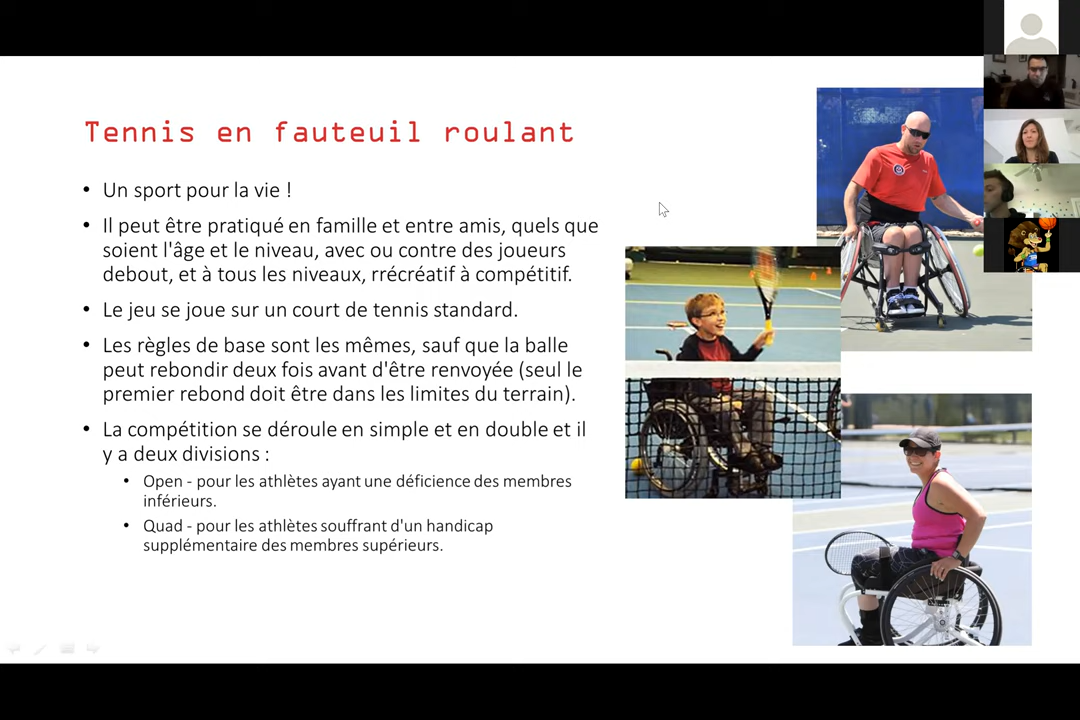 Tennis en fauteuil roulant
• Un sport pour la vie !
• Il peut être pratiqué en famille et entre amis, quels que
soient l'âge et le niveau, avec ou contre des joueurs
debout, et à tous les niveaux, rrécréatif à compétitif.
• Le jeu se joue sur un court de tennis standard.
• Les règles de base sont les mêmes, sauf que la balle
peut rebondir deux fois avant d'être renvoyée (seul le
premier rebond doit être dans les limites du terrain).
• La compétition se déroule en simple et en double et il
y a deux divisions :
• Open - pour les athlètes ayant une déficience des membres
inférieurs.
• Quad - pour les athlètes souffrant d'un handicap
supplémentaire des membres supérieurs.